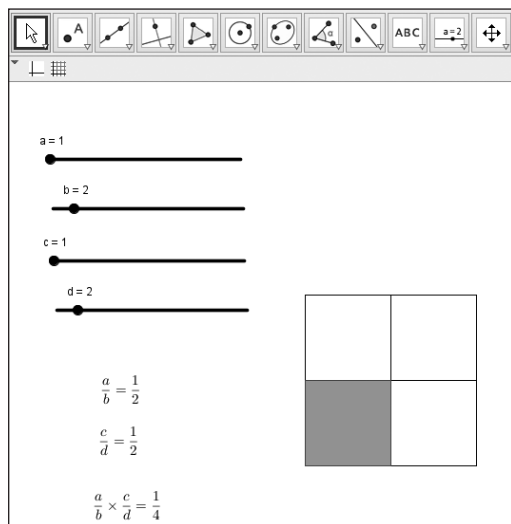 A α ABC a=2
a = 1
b = 2
c = 1
d = 2
a/b = 1/2
c/d = 1/2
a/b × c/d = 1/4